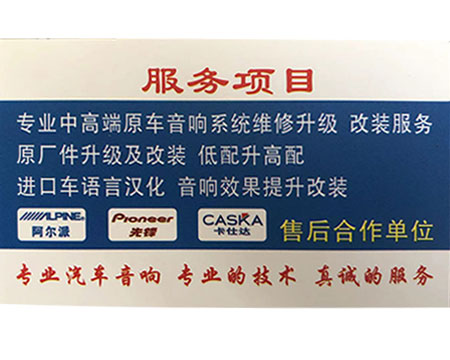 服务项目
专业中高端原车音响系统维修升级 改装服务
原厂件升级及改装 低配升高配
进口车语言汉化 音响效果提升改装
ALPINE 阿尔派
Pioneer 先锋
CASKA 卡仕达
售后合作单位
专业汽车音响 专业的技术 真诚的服务